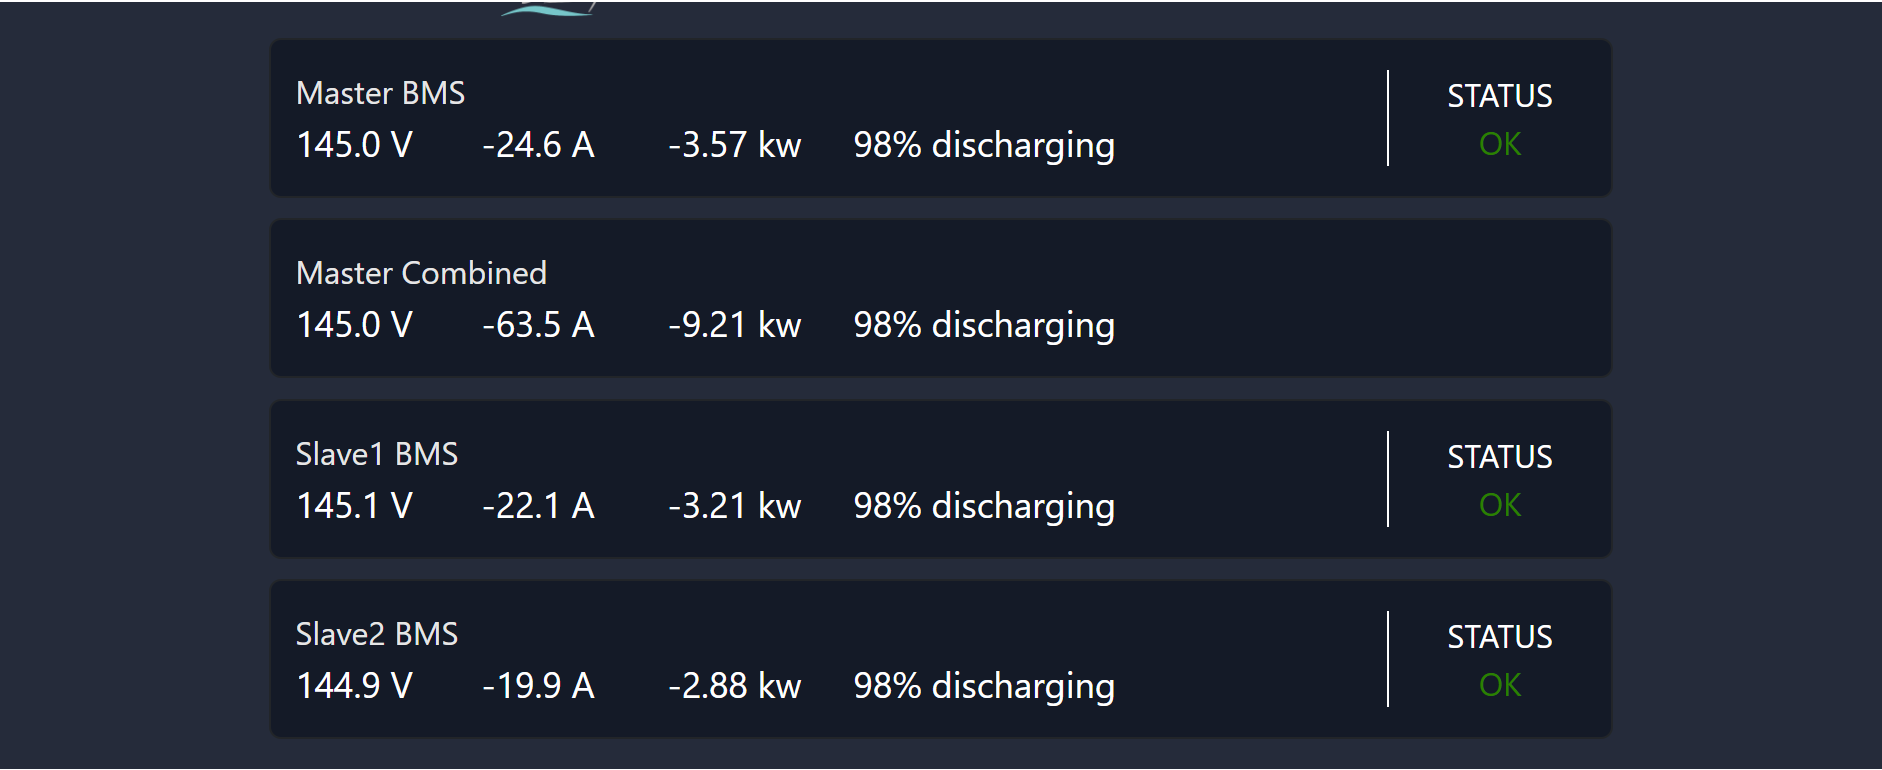 Master BMS
145.0 V -24.6 A -3.57 kw 98% discharging
STATUS
OK
Master Combined
145.0 V -63.5 A -9.21 kw 98% discharging
Slave1 BMS
145.1 V -22.1 A -3.21 kw 98% discharging
STATUS
OK
Slave2 BMS
144.9 V -19.9 A -2.88 kw 98% discharging
STATUS
OK